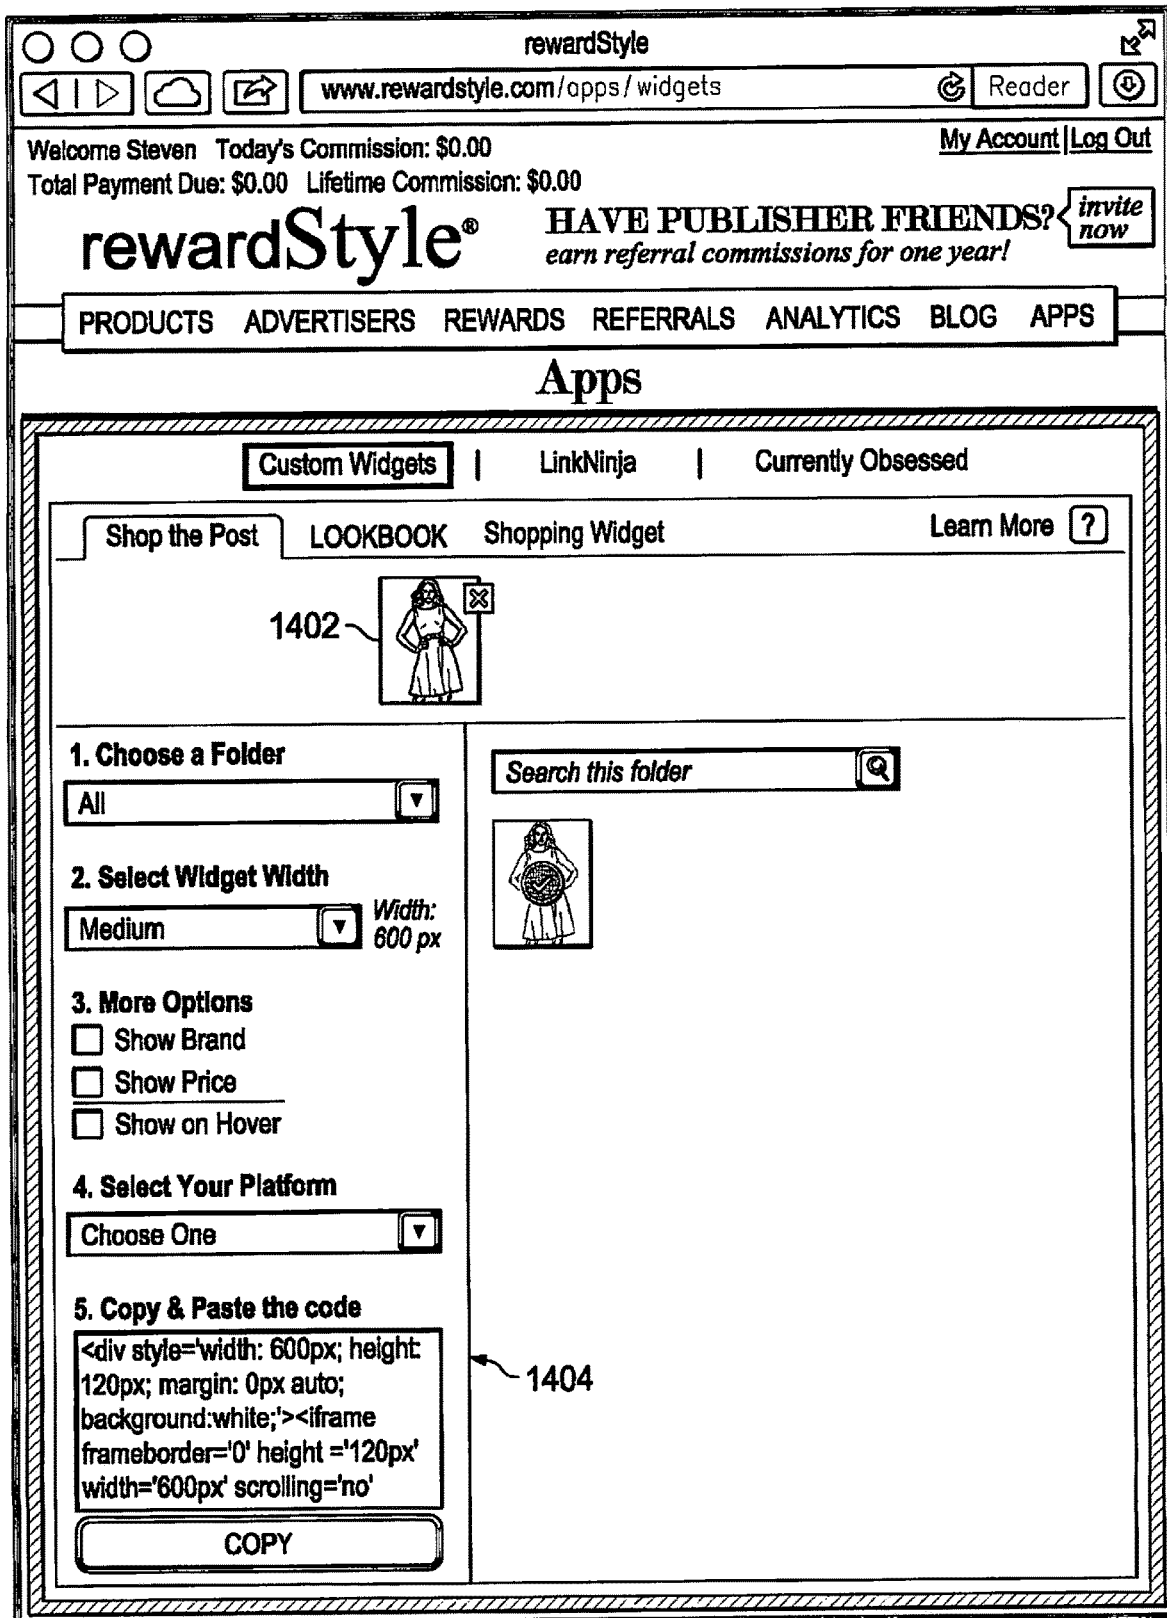 rewardStyle
www.rewardstyle.com/apps/widgets
Reader
Welcome Steven Today's Commission: $0.00
My Account|Log Out
Total Payment Due: $0.00 Lifetime Commission: $0.00
rewardStyle®
HAVE PUBLISHER FRIENDS?
earn referral commissions for one year!
invite
now
PRODUCTS ADVERTISERS REWARDS REFERRALS ANALYTICS BLOG APPS
Apps
Custom Widgets | LinkNinja | Currently Obsessed
Shop the Post LOOKBOOK Shopping Widget Learn More ?
1402
1. Choose a Folder
All
Search this folder
2. Select Widget Width
Medium
Width:
600 px
3. More Options
Show Brand
Show Price
Show on Hover
4. Select Your Platform
Choose One
5. Copy & Paste the code
<div style='width: 600px; height:
120px; margin: 0px auto;
background:white;'><iframe
frameborder='0' height ='120px'
width='600px' scrolling='no'
1404
COPY